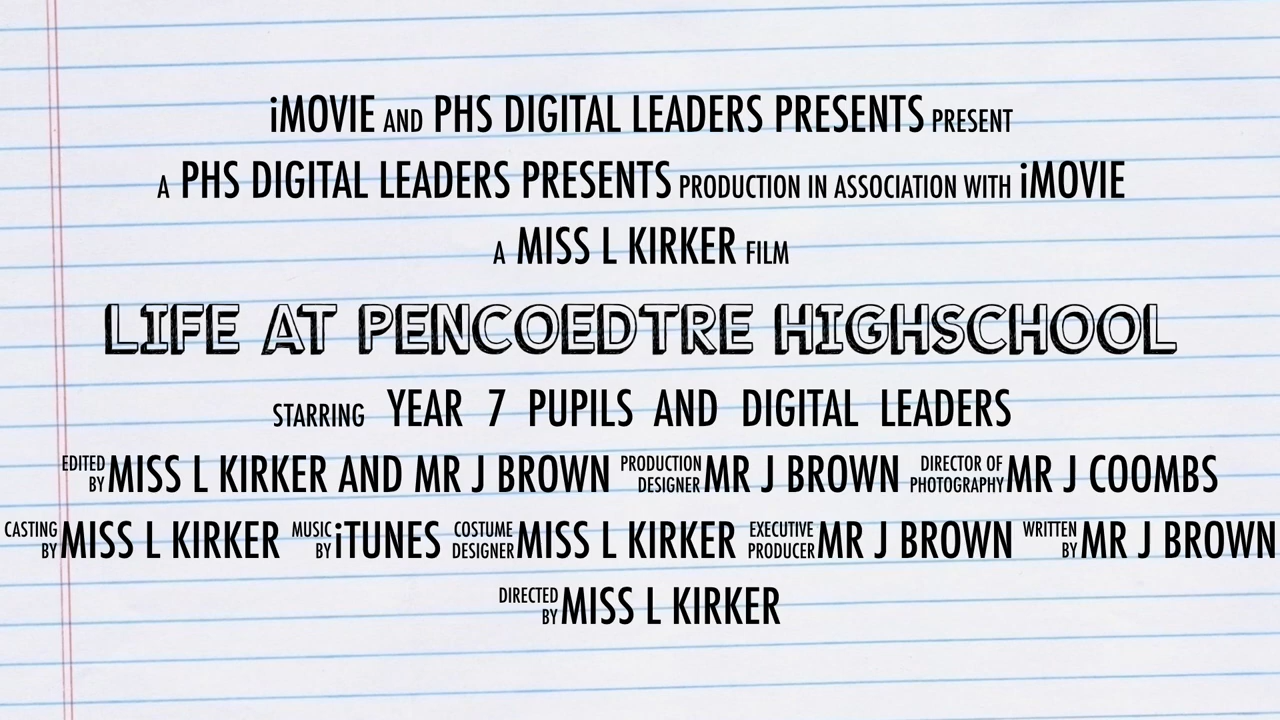 iMOVIE AND PHS DIGITAL LEADERS PRESENTS PRESENT
A PHS DIGITAL LEADERS PRESENTS PRODUCTION IN ASSOCIATION WITH iMOVIE
A MISS L KIRKER FILM
LIFE AT PENCOEDTRE HIGHSCHOOL
STARRING YEAR 7 PUPILS AND DIGITAL LEADERS
EDITED BY MISS L KIRKER AND MR J BROWN PRODUCTION DESIGNER MR J BROWN DIRECTOR OF PHOTOGRAPHY MR J COOMBS
CASTING BY MISS L KIRKER MUSIC BY iTUNES COSTUME DESIGNER MISS L KIRKER EXECUTIVE PRODUCER MR J BROWN WRITTEN BY MR J BROWN
DIRECTED BY MISS L KIRKER